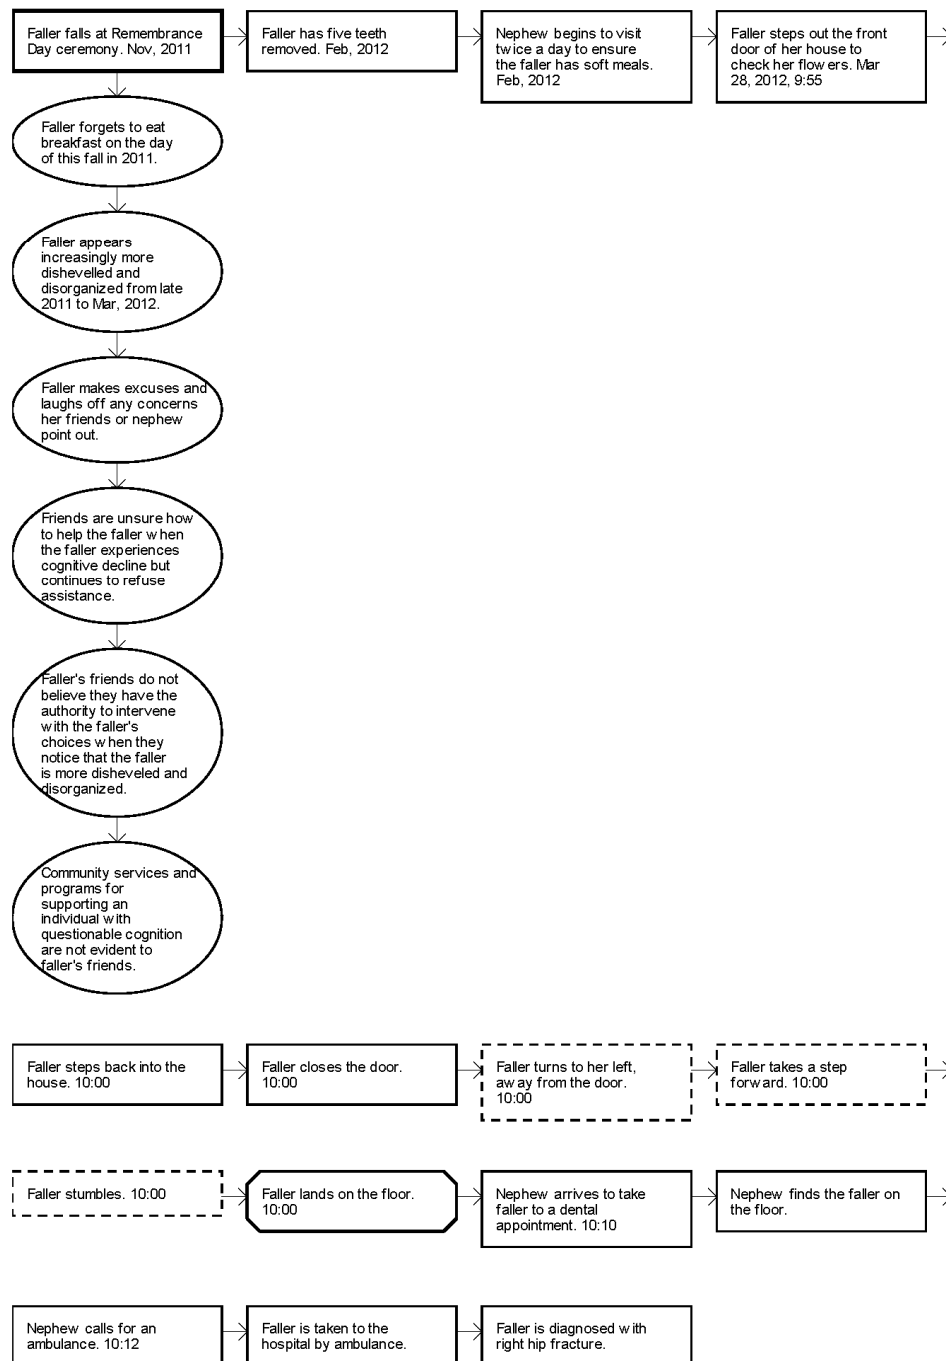 Faller falls at Remembrance
Day ceremony. Nov, 2011
Faller has five teeth
removed. Feb, 2012
Nephew begins to visit
twice a day to ensure
the faller has soft meals.
Feb, 2012
Faller steps out the front
door of her house to
check her flowers. Mar
28, 2012, 9:55
Faller forgets to eat
breakfast on the day
of this fall in 2011.
Faller appears
increasingly more
dishevelled and
disorganized from late
2011 to Mar, 2012.
Faller makes excuses and
laughs off any concerns
her friends or nephew
point out.
Friends are unsure how
to help the faller when
the faller experiences
cognitive decline but
continues to refuse
assistance.
Faller's friends do not
believe they have the
authority to intervene
with the faller's
choices when they
notice that the faller
is more disheveled and
disorganized.
Community services and
programs for
supporting an
individual with
questionable cognition
are not evident to
faller's friends.
Faller steps back into the
house. 10:00
Faller closes the door.
10:00
Faller turns to her left,
away from the door.
10:00
Faller takes a step
forward. 10:00
Faller stumbles. 10:00
Faller lands on the floor.
10:00
Nephew arrives to take
faller to a dental
appointment. 10:10
Nephew finds the faller on
the floor.
Nephew calls for an
ambulance. 10:12
Faller is taken to the
hospital by ambulance.
Faller is diagnosed with
right hip fracture.